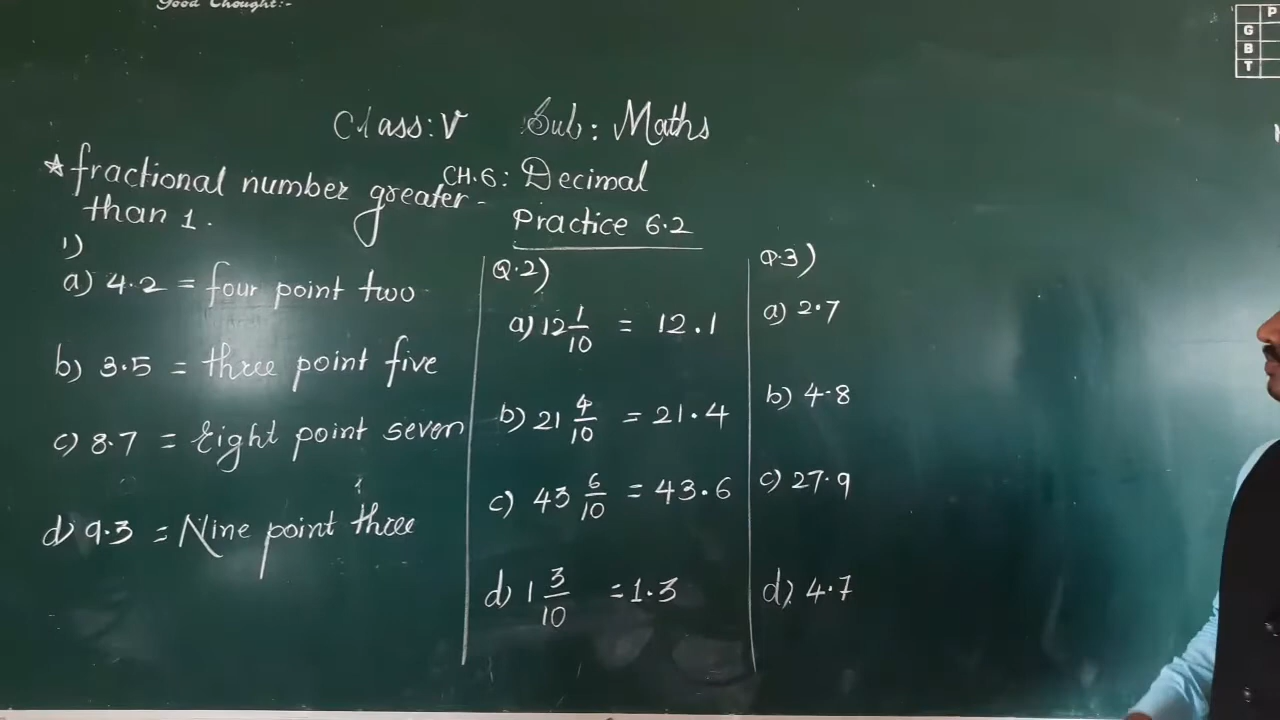 Good Thought:-
P
G
B
T
Class: V Sub: Maths
CH.6: Decimal
Practice 6.2
* fractional number greater-
than 1.
1)
a) 4.2 = four point two
b) 3.5 = three point five
c) 8.7 = Eight point seven
d) 9.3 = Nine point three
Q.2)
a) 12 1/10 = 12.1
b) 21 4/10 = 21.4
c) 43 6/10 = 43.6
d) 1 3/10 = 1.3
Q.3)
a) 2.7
b) 4.8
c) 27.9
d) 4.7